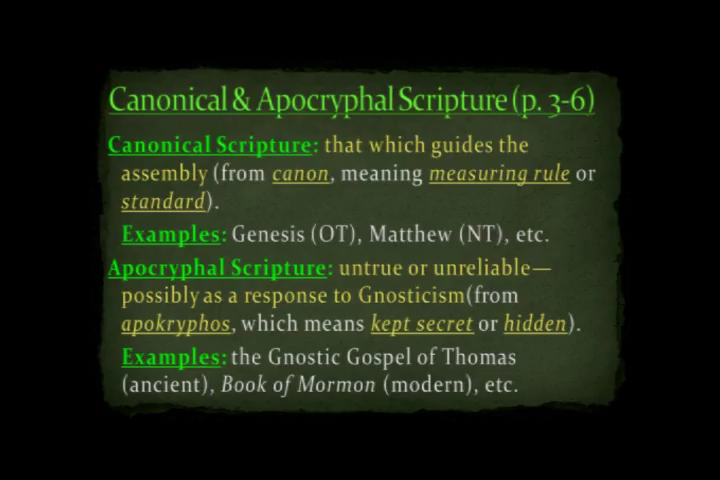 Canonical & Apocryphal Scripture (p. 3-6)
Canonical Scripture: that which guides the
assembly (from canon, meaning measuring rule or
standard).
Examples: Genesis (OT), Matthew (NT), etc.
Apocryphal Scripture: untrue or unreliable—
possibly as a response to Gnosticism(from
apokryphos, which means kept secret or hidden).
Examples: the Gnostic Gospel of Thomas
(ancient), Book of Mormon (modern), etc.